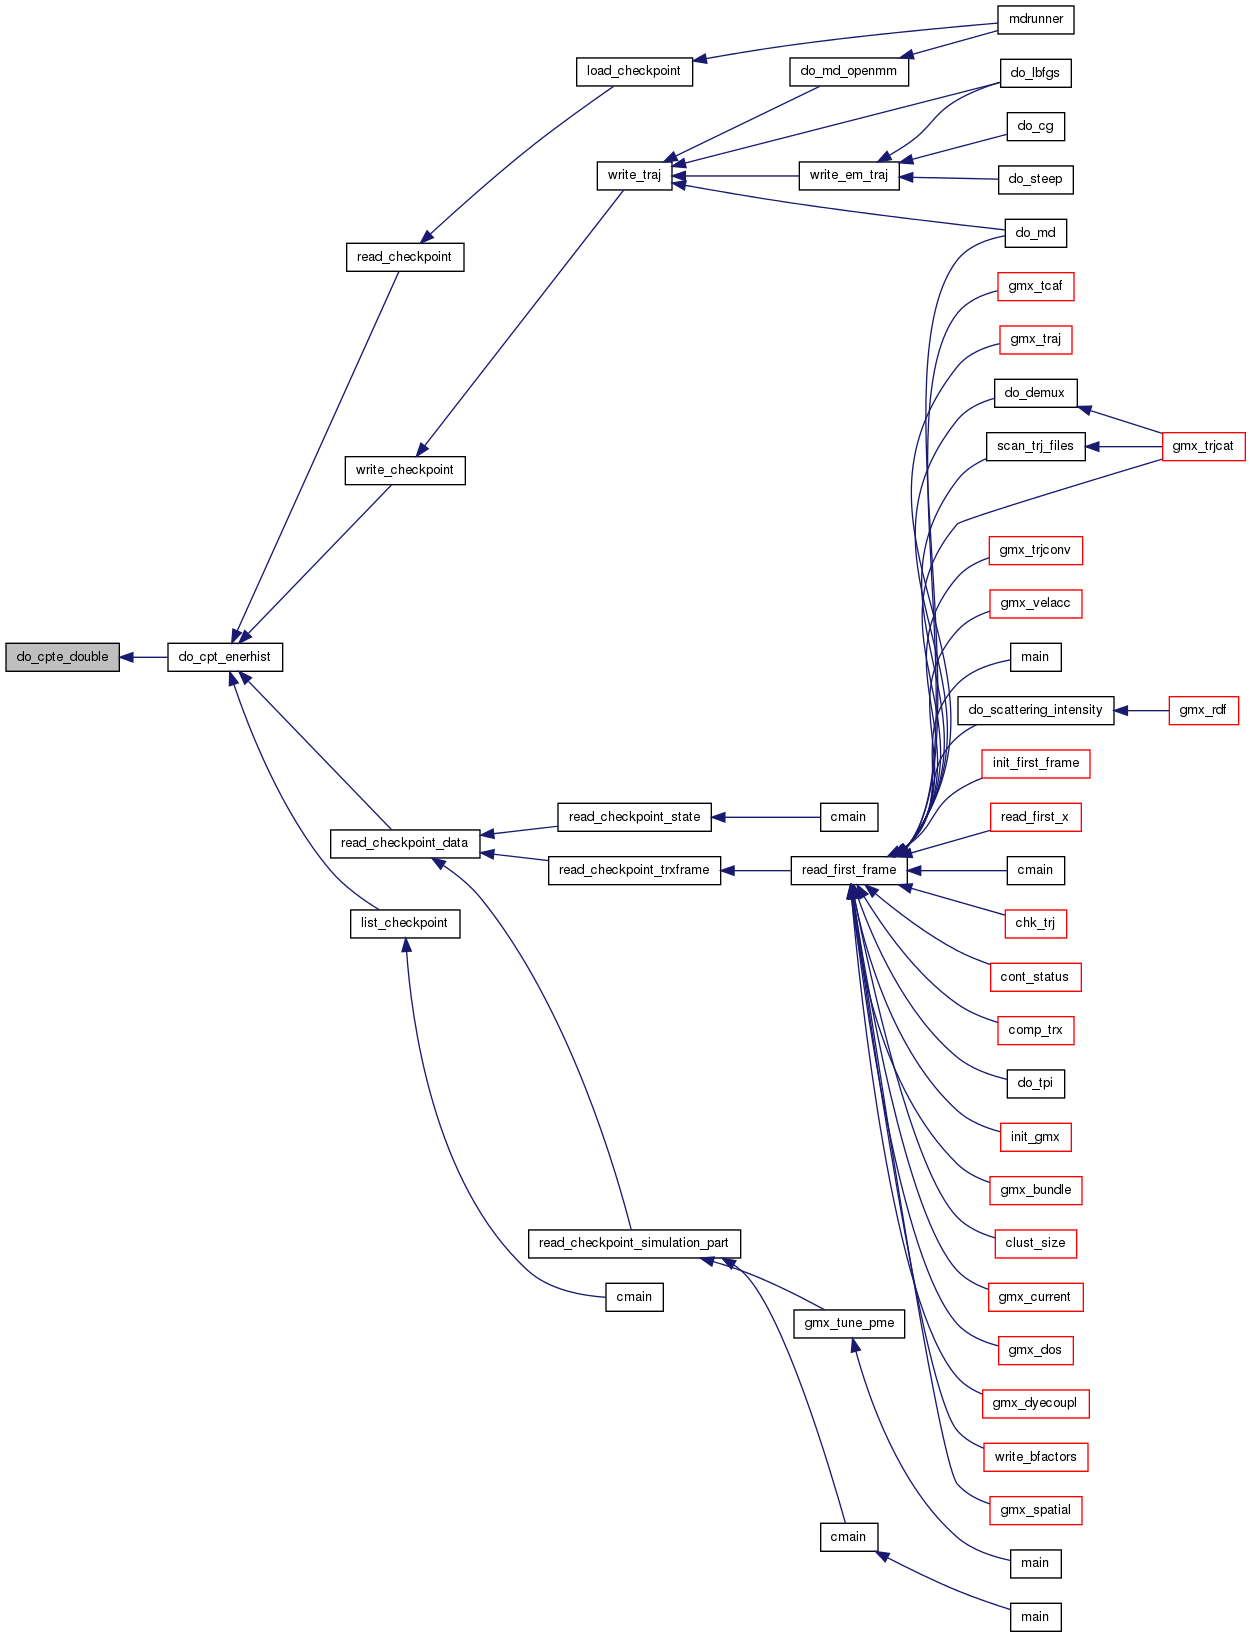 mdrunner
load_checkpoint
do_md_openmm
do_lbfgs
do_cg
write_traj
write_em_traj
do_steep
do_md
read_checkpoint
gmx_tcaf
gmx_traj
do_demux
scan_trj_files
gmx_trjcat
write_checkpoint
gmx_trjconv
gmx_velacc
do_cpte_double
do_cpt_enerhist
main
do_scattering_intensity
gmx_rdf
init_first_frame
read_checkpoint_state
cmain
read_first_x
read_checkpoint_data
read_checkpoint_trxframe
read_first_frame
cmain
list_checkpoint
chk_trj
cont_status
comp_trx
do_tpi
init_gmx
gmx_bundle
read_checkpoint_simulation_part
clust_size
cmain
gmx_current
gmx_tune_pme
gmx_dos
gmx_dyecoupl
write_bfactors
gmx_spatial
cmain
main
main